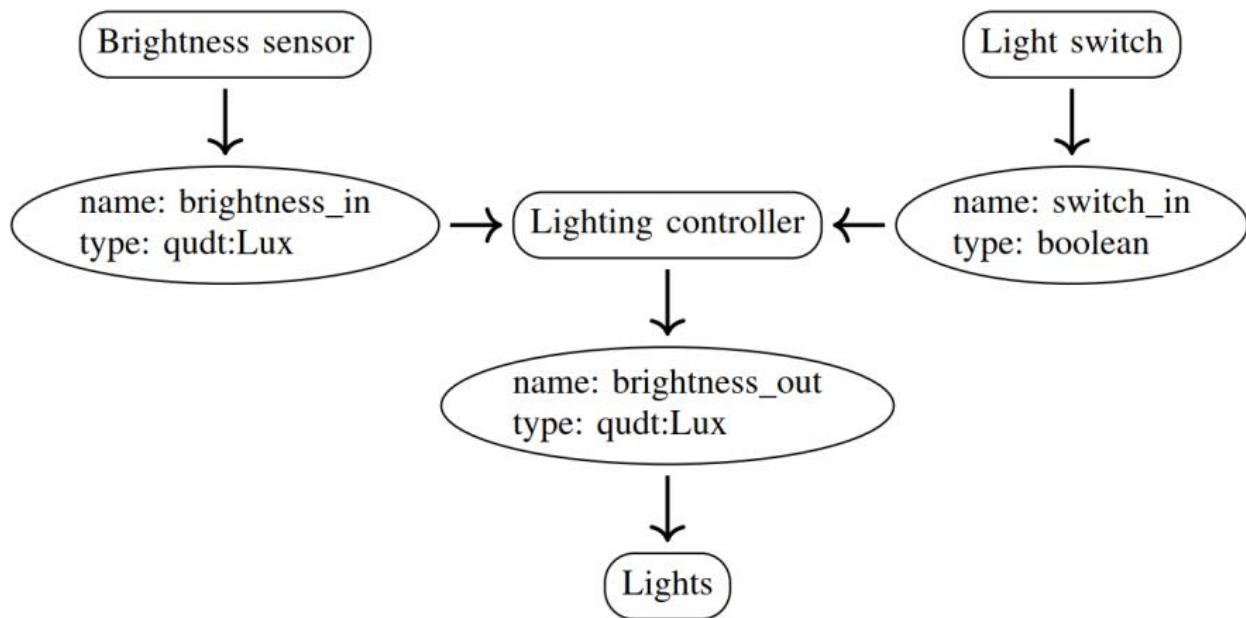 Brightness sensor
Light switch
name: brightness_in
type: qudt:Lux
Lighting controller
name: switch_in
type: boolean
name: brightness_out
type: qudt:Lux
Lights